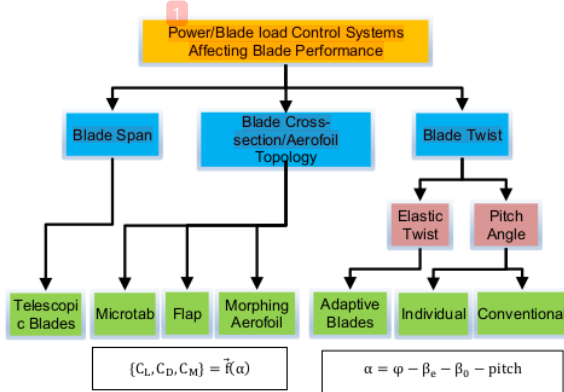 1
Power/Blade load Control Systems
Affecting Blade Performance
Blade Span
Blade Cross-
section/Aerofoil
Topology
Blade Twist
Elastic
Twist
Pitch
Angle
Telescopi
c Blades
Microtab
Flap
Morphing
Aerofoil
Adaptive
Blades
Individual
Conventiona
{C_L, C_D, C_M} = f⃗(α)
α = φ − β_e − β_0 − pitch